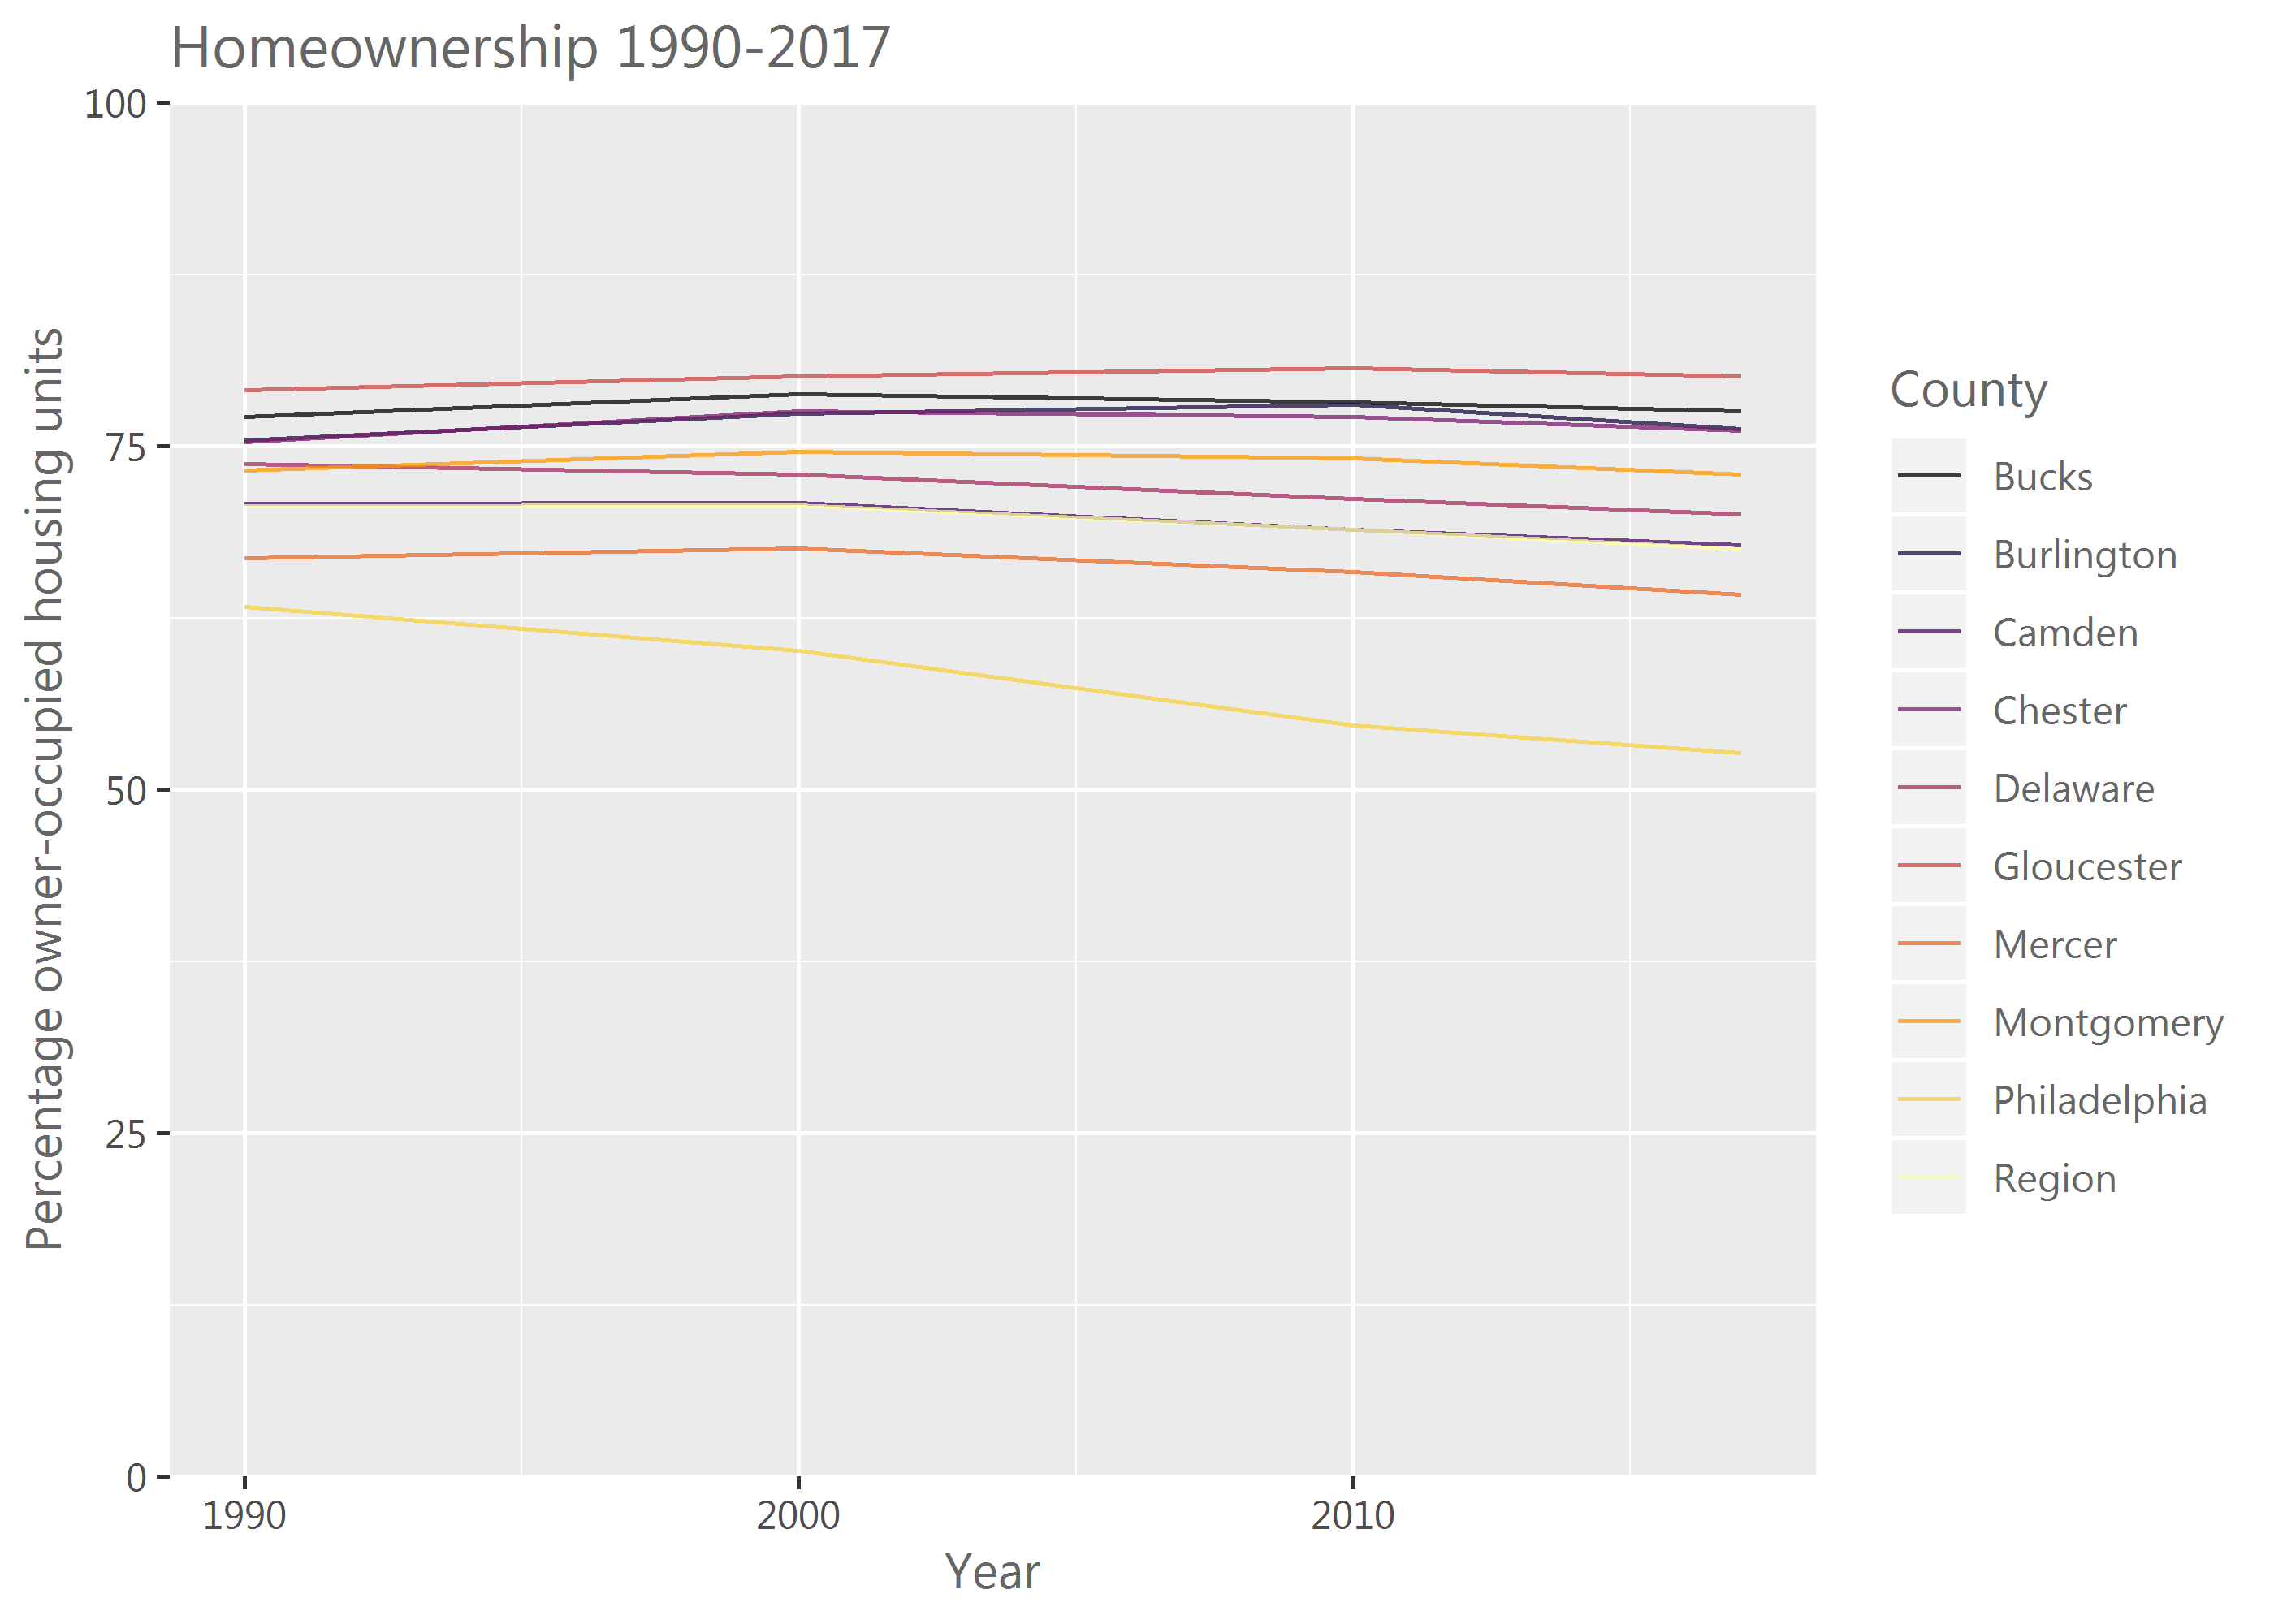 Homeownership 1990-2017
Percentage owner-occupied housing units
100
75
50
25
0
1990 2000 2010
Year
County
Bucks
Burlington
Camden
Chester
Delaware
Gloucester
Mercer
Montgomery
Philadelphia
Region